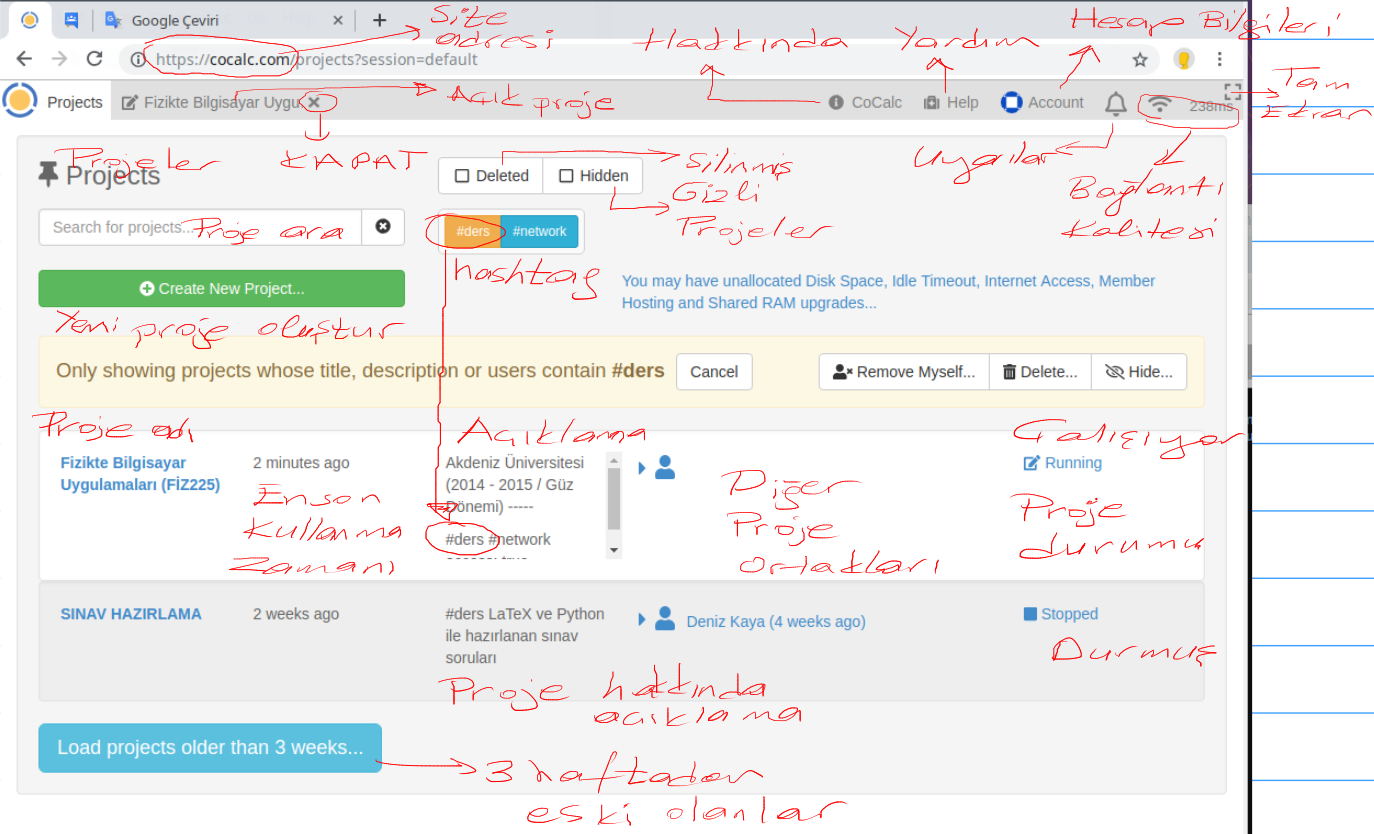 Google Çeviri
Site adresi
Hesap Bilgileri
Hakkında
Yardım
https://cocalc.com/projects?session=default
Projects
Fizikte Bilgisayar Uygu
Açık proje
CoCalc
Help
Account
238ms
Tam Ekran
Projeler
KAPAT
Silinmiş
Uyarılar
Projects
Deleted
Hidden
Gizli
Projeler
Bağlantı Kalitesi
Search for projects...
Proje ara
#ders
#network
hashtag
Create New Project...
You may have unallocated Disk Space, Idle Timeout, Internet Access, Member
Hosting and Shared RAM upgrades...
Yeni proje oluştur
Only showing projects whose title, description or users contain #ders
Cancel
Remove Myself...
Delete...
Hide...
Proje adı
Açıklama
Çalışıyor
Fizikte Bilgisayar
Uygulamaları (FİZ225)
2 minutes ago
Akdeniz Üniversitesi
(2014 - 2015 / Güz
Dönemi) -----
#ders #network
Running
En son
Kullanma
Zamanı
Diğer
Proje
Ortakları
Proje
durumu
SINAV HAZIRLAMA
2 weeks ago
#ders LaTeX ve Python
ile hazırlanan sınav
soruları
Deniz Kaya (4 weeks ago)
Stopped
Durmuş
Proje hakkında
açıklama
Load projects older than 3 weeks...
3 haftadan
eski olanlar